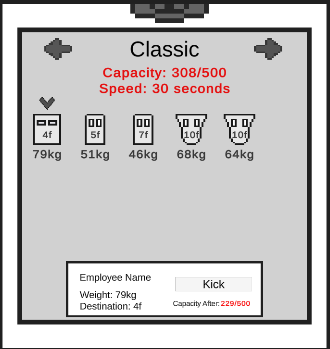 Classic
Capacity: 308/500
Speed: 30 seconds
4f 5f 7f 10f 10f
79kg 51kg 46kg 68kg 64kg
Employee Name
Weight: 79kg
Destination: 4f
Kick
Capacity After: 229/500